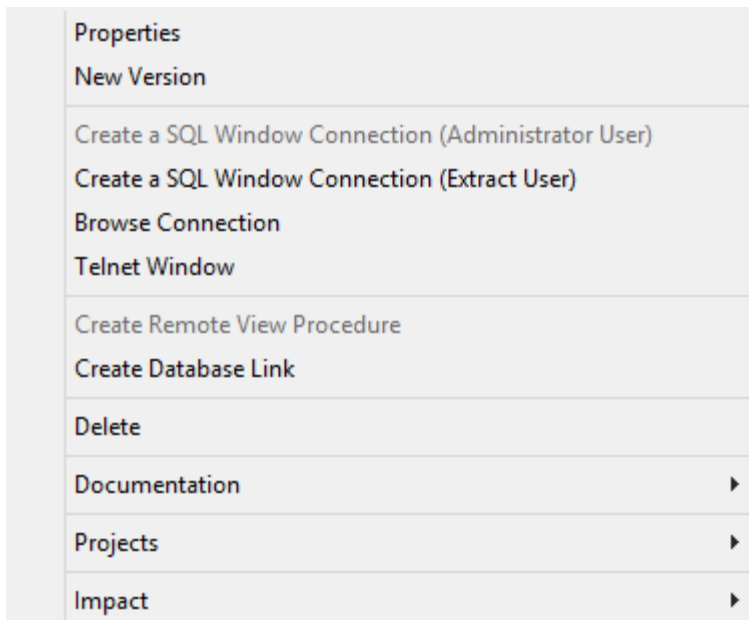 Properties
New Version
Create a SQL Window Connection (Administrator User)
Create a SQL Window Connection (Extract User)
Browse Connection
Telnet Window
Create Remote View Procedure
Create Database Link
Delete
Documentation
Projects
Impact